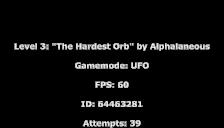 Level 3: "The Hardest Orb" by Alphalaneous
Gamemode: UFO
FPS: 60
ID: 64463281
Attempts: 39